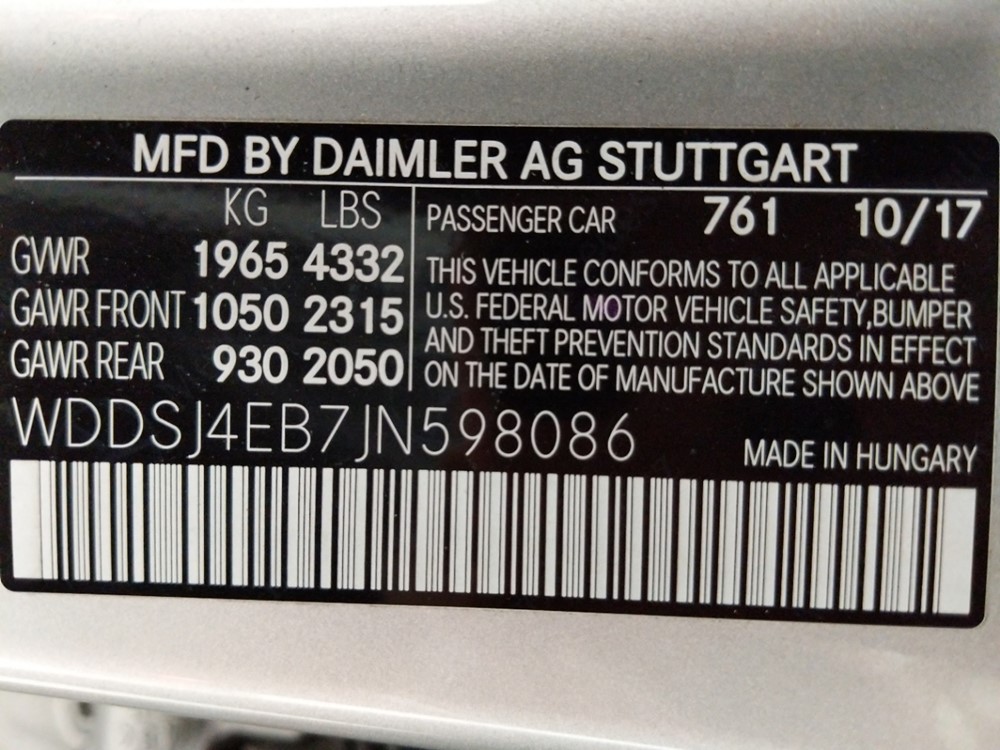 MFD BY DAIMLER AG STUTTGART
KG LBS
GVWR 1965 4332
GAWR FRONT 1050 2315
GAWR REAR 930 2050
PASSENGER CAR 761 10/17
THIS VEHICLE CONFORMS TO ALL APPLICABLE
U.S. FEDERAL MOTOR VEHICLE SAFETY,BUMPER
AND THEFT PREVENTION STANDARDS IN EFFECT
ON THE DATE OF MANUFACTURE SHOWN ABOVE
WDDSJ4EB7JN598086
MADE IN HUNGARY